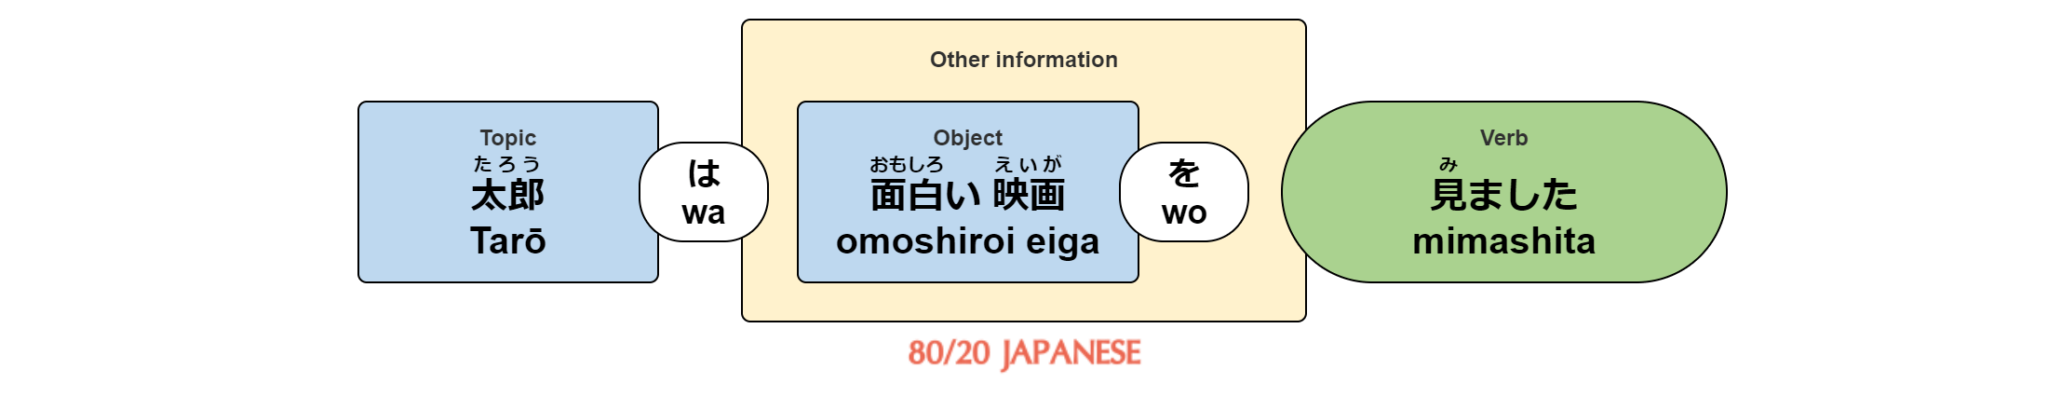 Other information
Topic
たろう
太郎
Tarō
は
wa
Object
おもしろ えいが
面白い 映画
omoshiroi eiga
を
wo
Verb
み
見ました
mimashita
80/20 JAPANESE